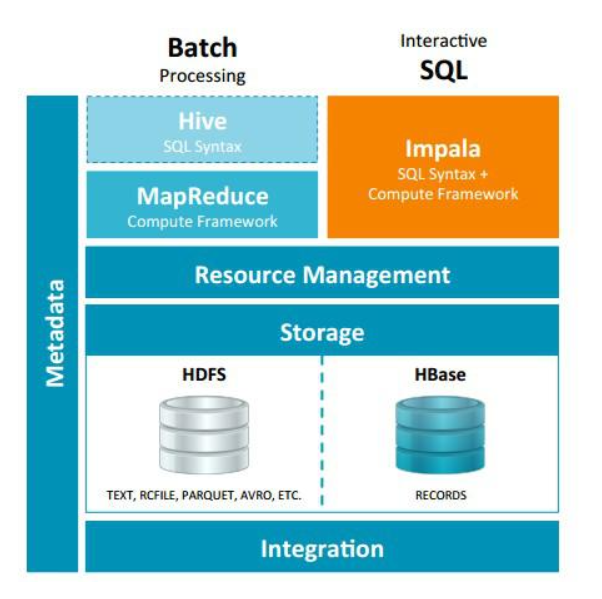 Batch
Processing
Interactive
SQL
Metadata
Hive
SQL Syntax
MapReduce
Compute Framework
Impala
SQL Syntax +
Compute Framework
Resource Management
Storage
HDFS
TEXT, RCFILE, PARQUET, AVRO, ETC.
HBase
RECORDS
Integration